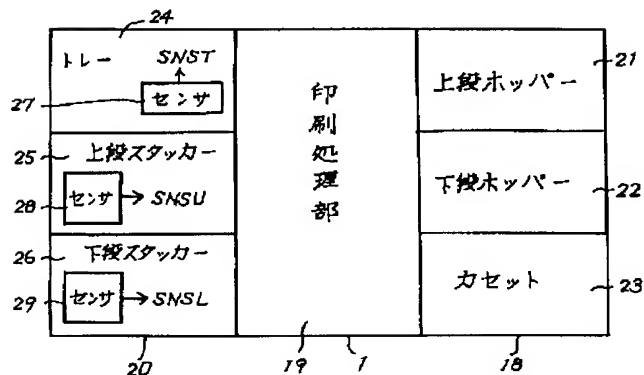 24
トレー
SNST
27
センサ
25
上段スタッカー
28
センサ
SNSU
26
下段スタッカー
29
センサ
SNSL
20
印刷処理部
19
1
上段ホッパー
21
下段ホッパー
22
カセット
23
18